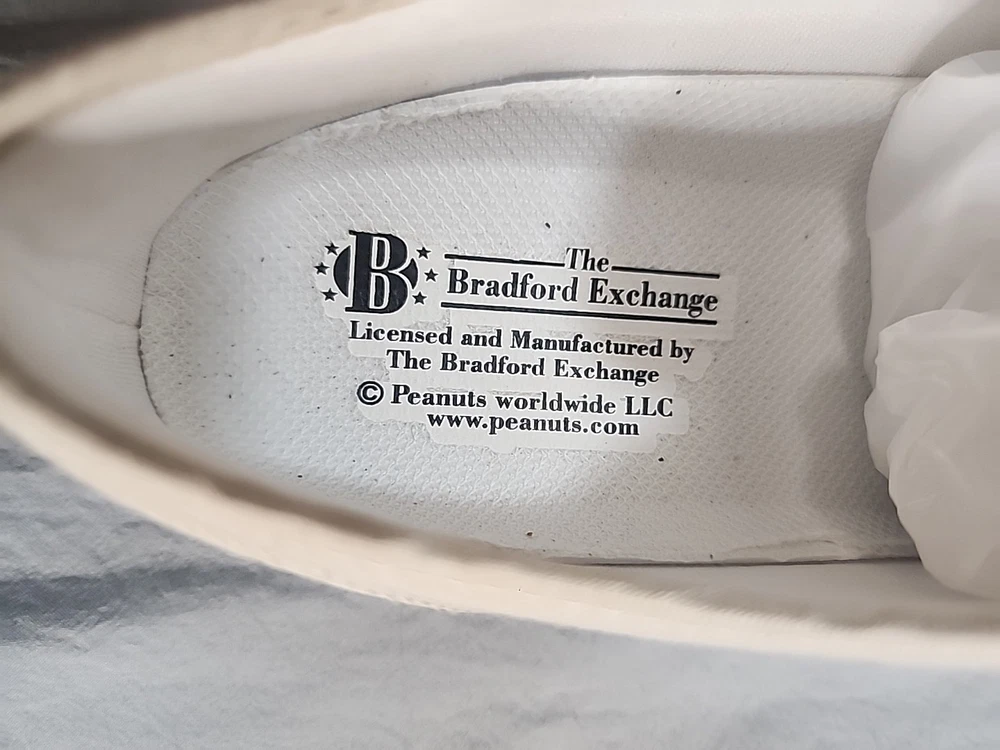 B
The
Bradford Exchange
Licensed and Manufactured by
The Bradford Exchange
© Peanuts worldwide LLC
www.peanuts.com